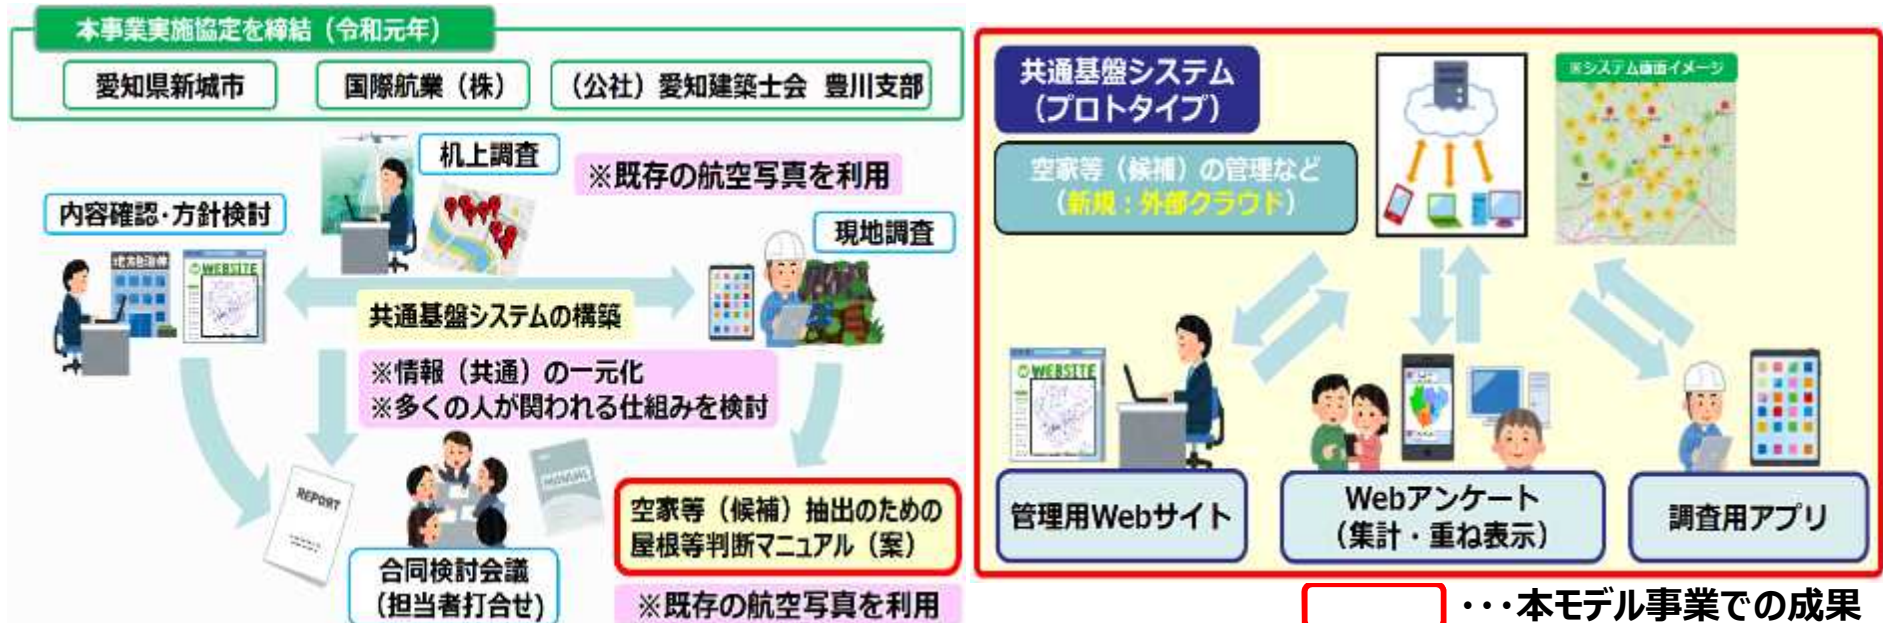 本事業実施協定を締結（令和元年）
愛知県新城市
国際航業（株）
（公社）愛知建築士会 豊川支部
机上調査
※既存の航空写真を利用
内容確認・方針検討
現地調査
地方自治体
WEBSITE
共通基盤システムの構築
※情報（共通）の一元化
※多くの人が関われる仕組みを検討
REPORT
空家等（候補）抽出のための
屋根等判断マニュアル（案）
合同検討会議
（担当者打合せ）
※既存の航空写真を利用
共通基盤システム
（プロトタイプ）
空家等（候補）の管理など
（新規：外部クラウド）
※システム画面イメージ
WEBSITE
管理用Webサイト
Webアンケート
（集計・重ね表示）
調査用アプリ
・・・本モデル事業での成果